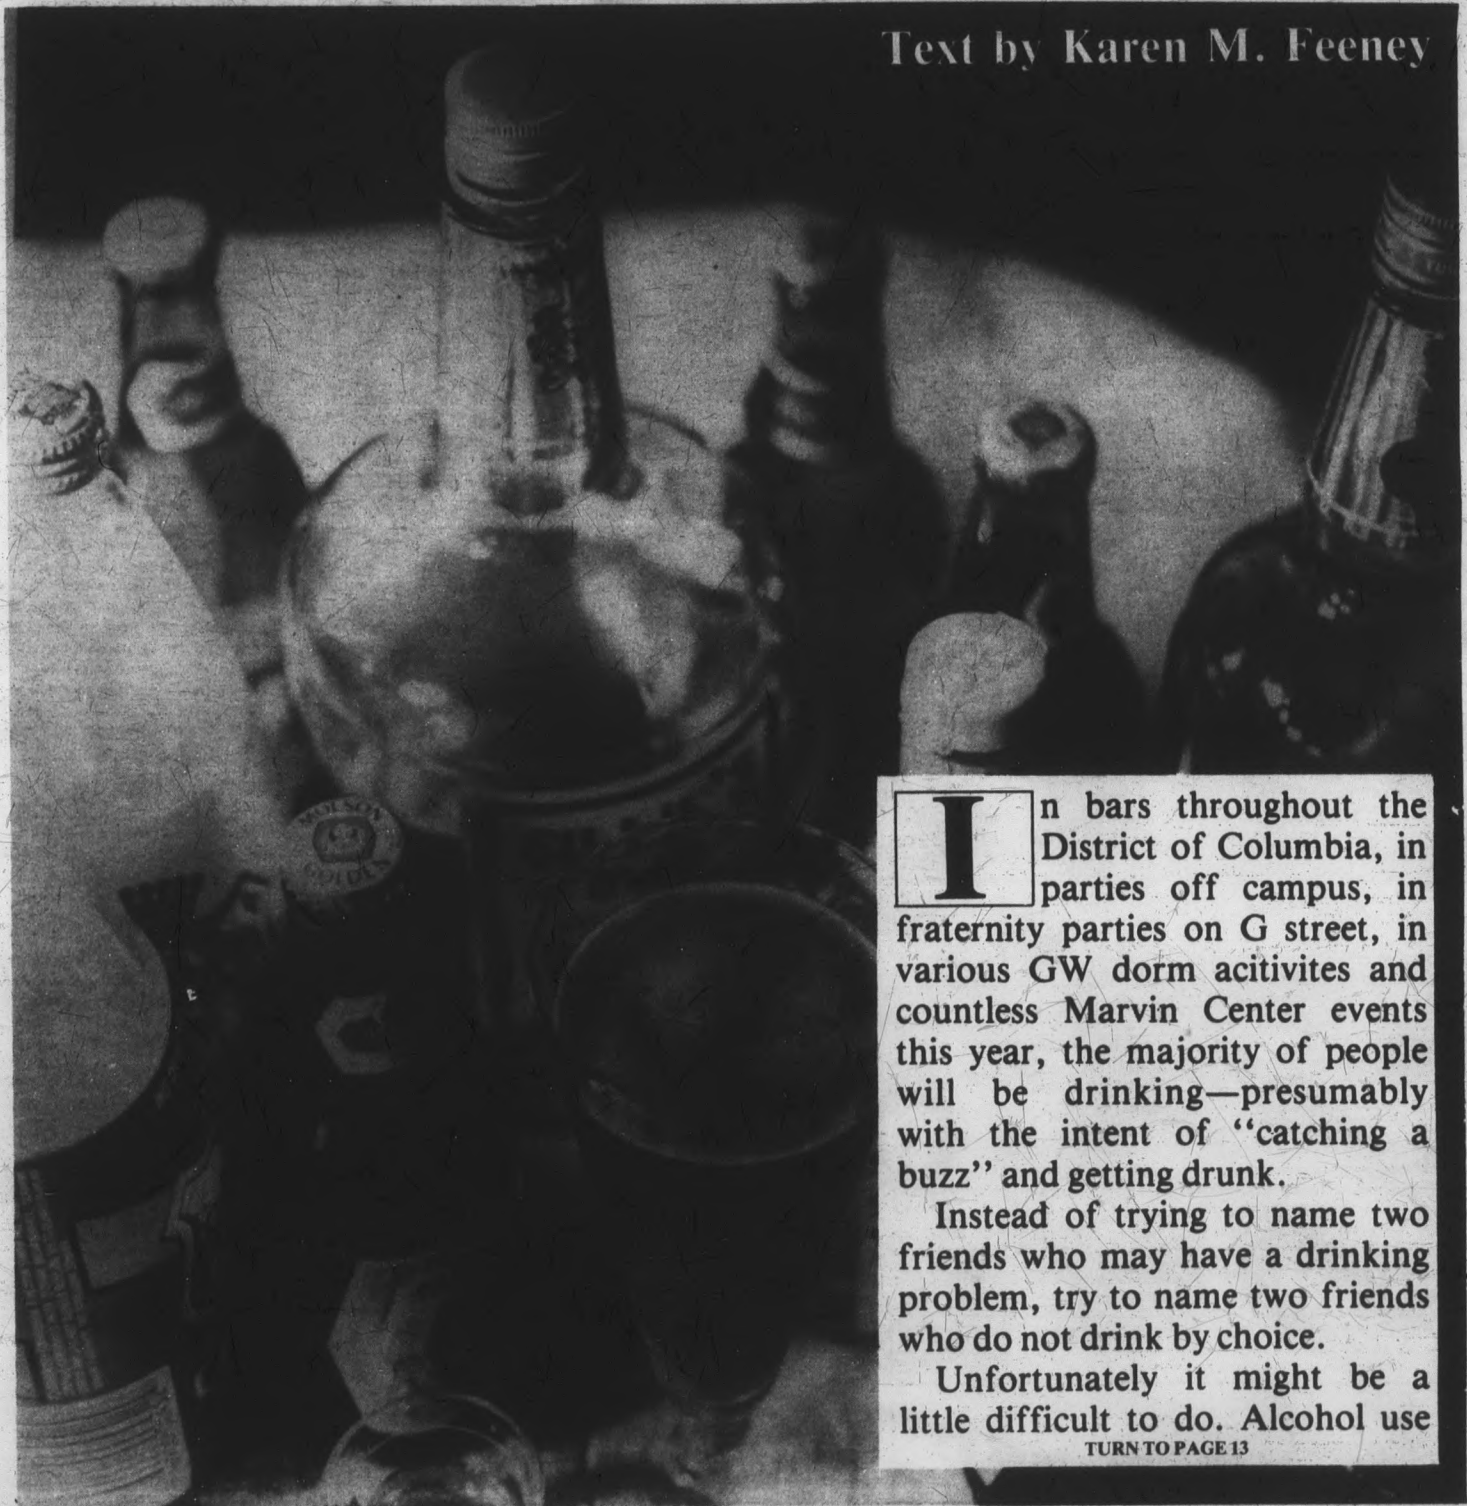 Text by Karen M. Feeney
MOLSON
GOLDEN
In bars throughout the
District of Columbia, in
parties off campus, in
fraternity parties on G street, in
various GW dorm acitivites and
countless Marvin Center events
this year, the majority of people
will be drinking—presumably
with the intent of “catching a
buzz” and getting drunk.
Instead of trying to name two
friends who may have a drinking
problem, try to name two friends
who do not drink by choice.
Unfortunately it might be a
little difficult to do. Alcohol use
TURN TO PAGE 13